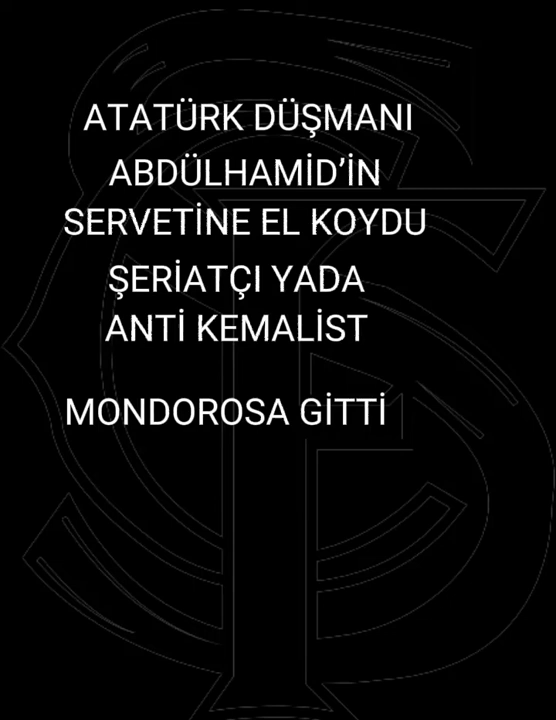 ATATÜRK DÜŞMANI
ABDÜLHAMİD’İN
SERVETİNE EL KOYDU
ŞERİATÇI YADA
ANTİ KEMALİST
MONDOROSA GİTTİ